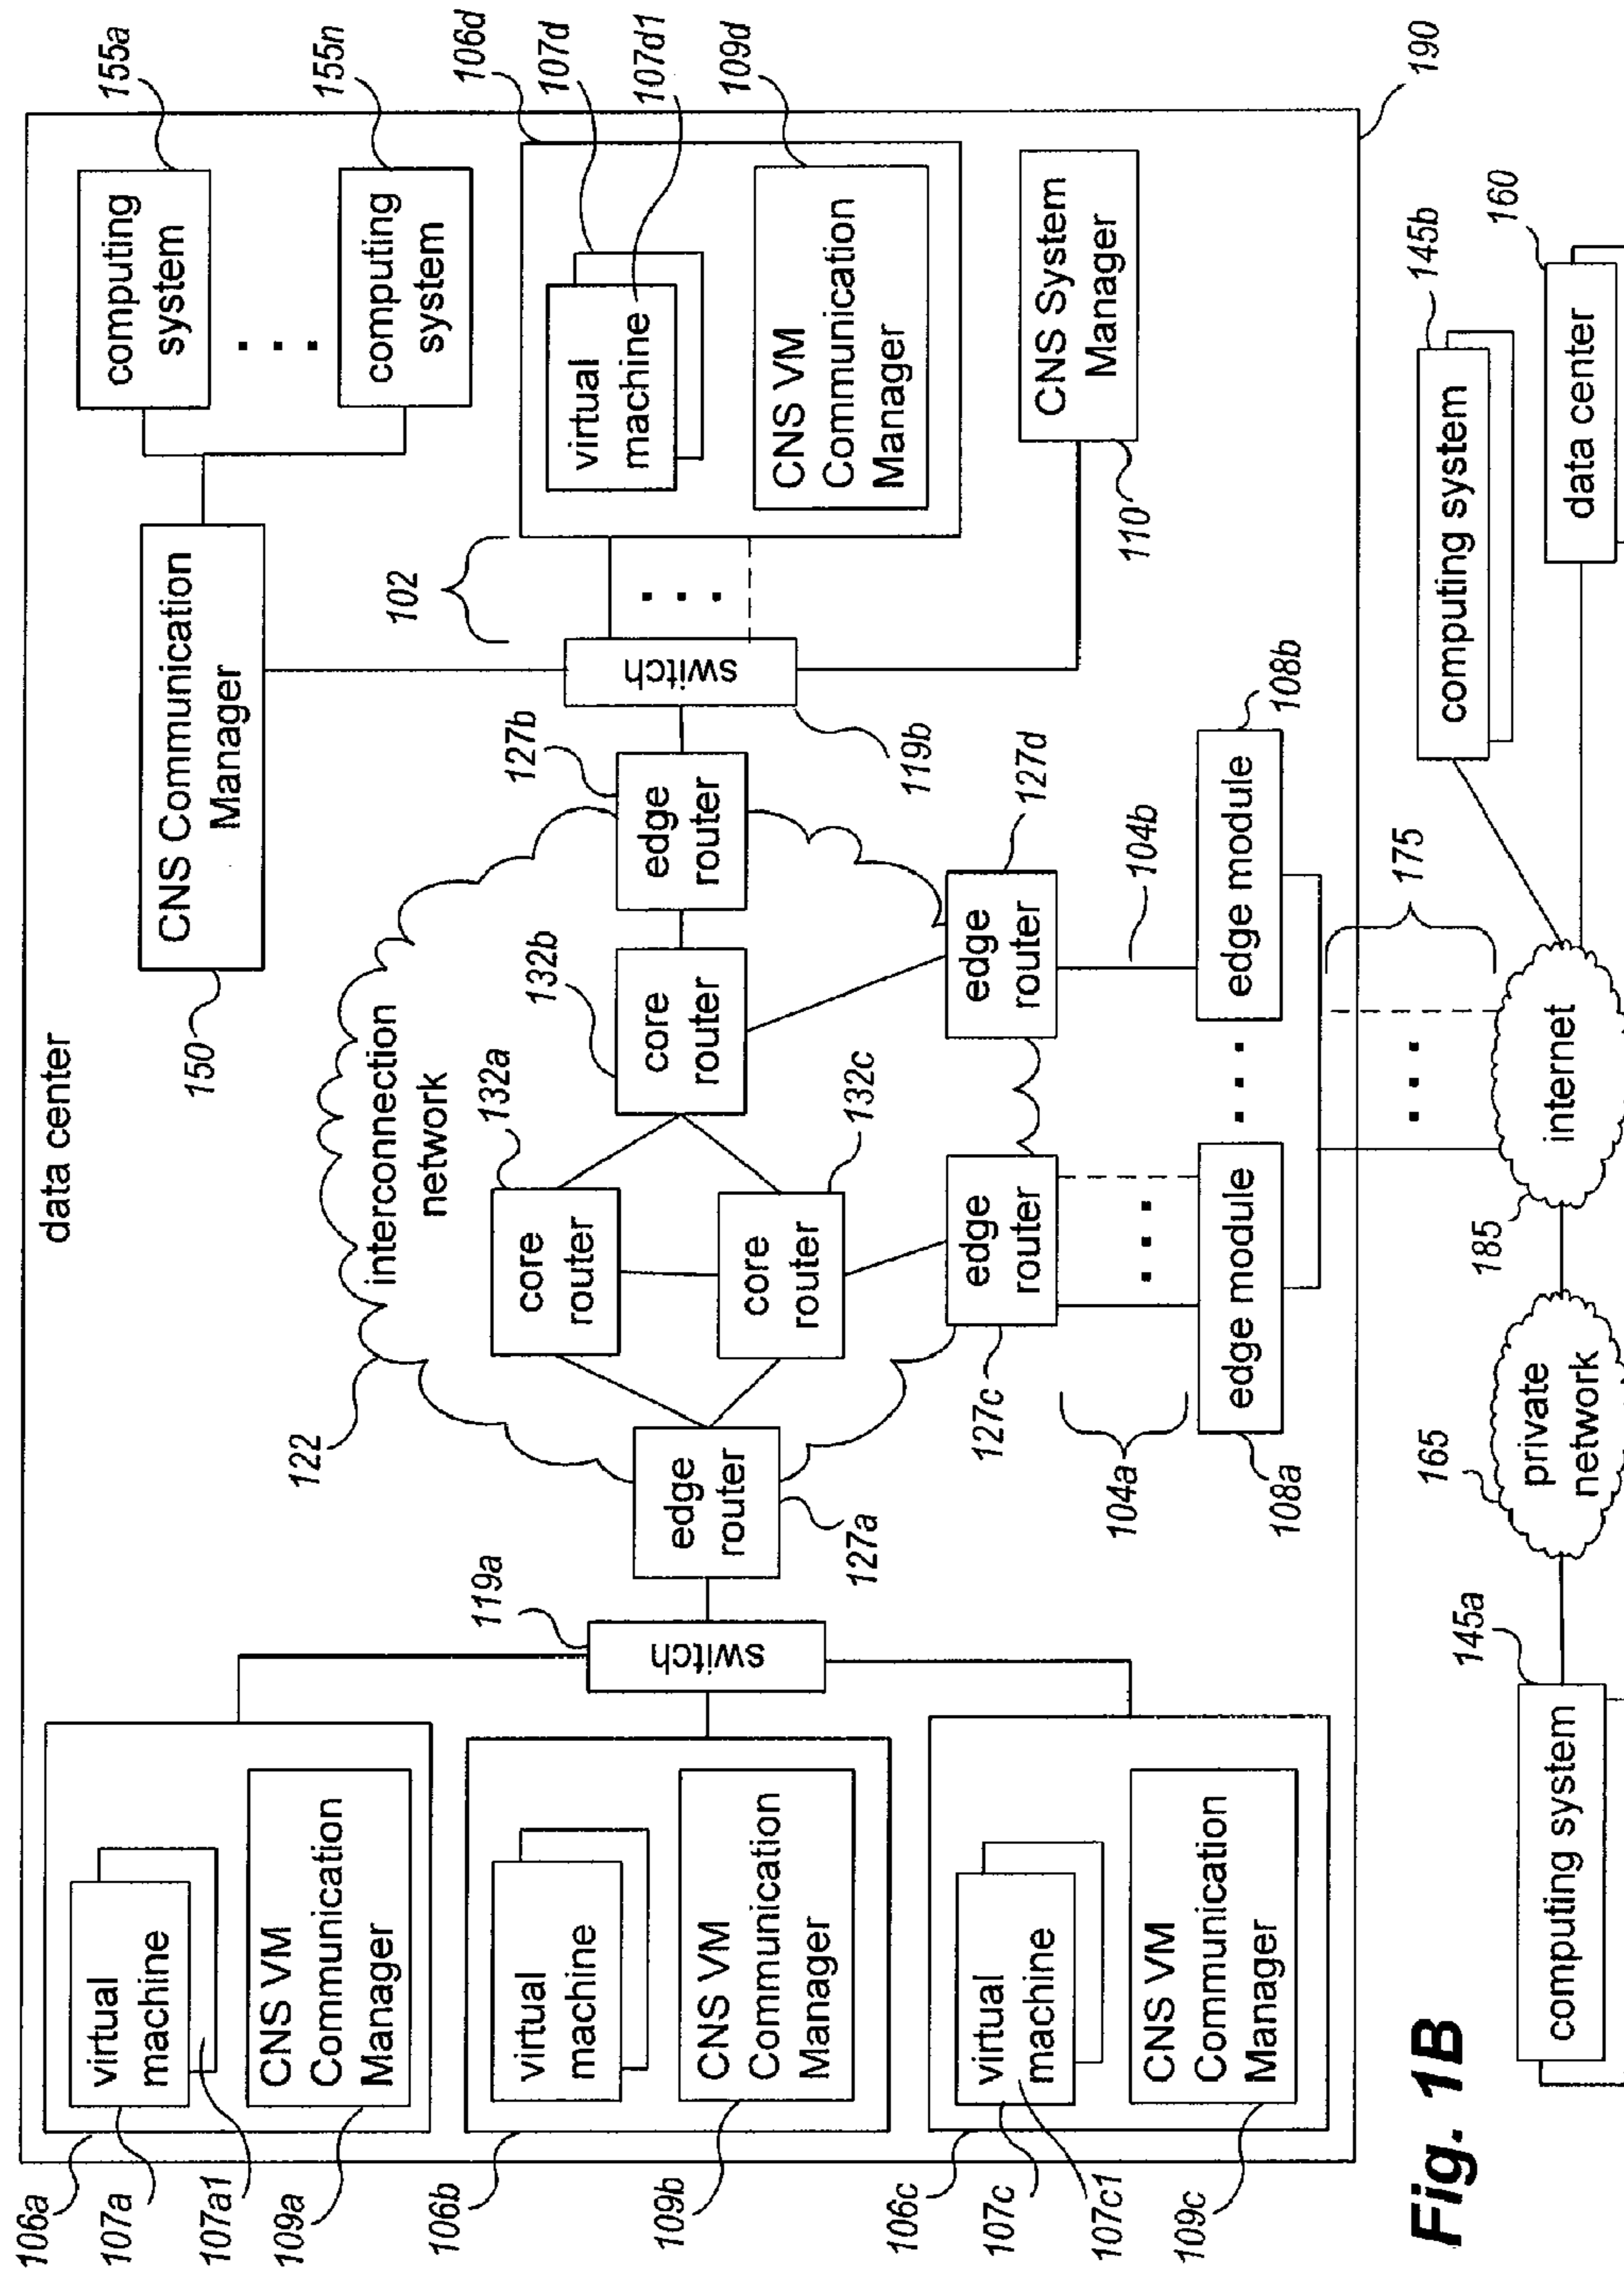 data center
106a
virtual
machine
107a
107a1
CNS VM
Communication
Manager
109a
106b
virtual
machine
CNS VM
Communication
Manager
109b
106c
virtual
machine
107c
107c1
CNS VM
Communication
Manager
109c
switch
119a
edge
router
127a
122
interconnection
network
core
router
132a
core
router
132b
core
router
132c
edge
router
127b
edge
router
127c
edge
router
127d
switch
119b
CNS Communication
Manager
150
computing
system
155a
computing
system
155n
102
106d
virtual
machine
107d
107d1
CNS VM
Communication
Manager
109d
CNS System
Manager
110
104a
104b
edge module
108a
edge module
108b
190
175
computing system
145a
private
network
165
internet
185
computing system
145b
data center
160
Fig. 1B